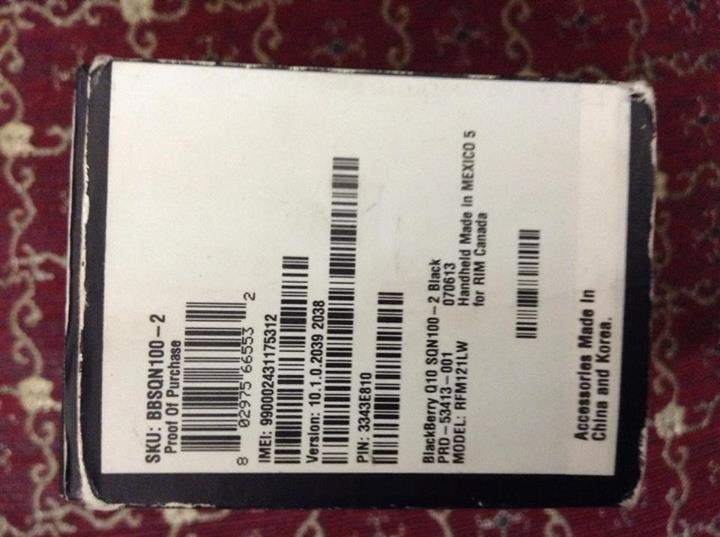 SKU: BBSQN100-2
Proof Of Purchase
8 02975 66553 2
IMEI: 990002431175312
Version: 10.1.0.2039 2038
PIN: 3343E810
BlackBerry Q10 SQN100-2 Black
PRD-53413-001 070613
MODEL: RFM121LW Handheld Made in MEXICO 5
for RIM Canada
Accessories Made In
China and Korea.